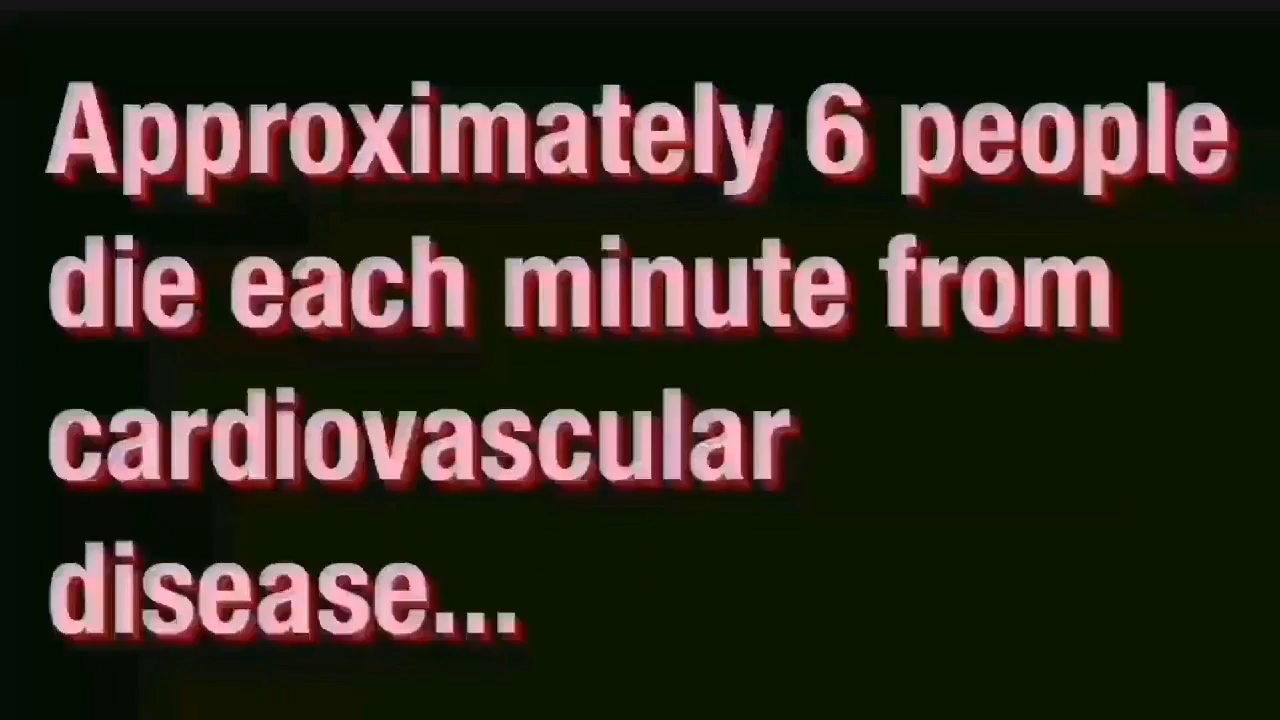 Approximately 6 people
die each minute from
cardiovascular
disease...